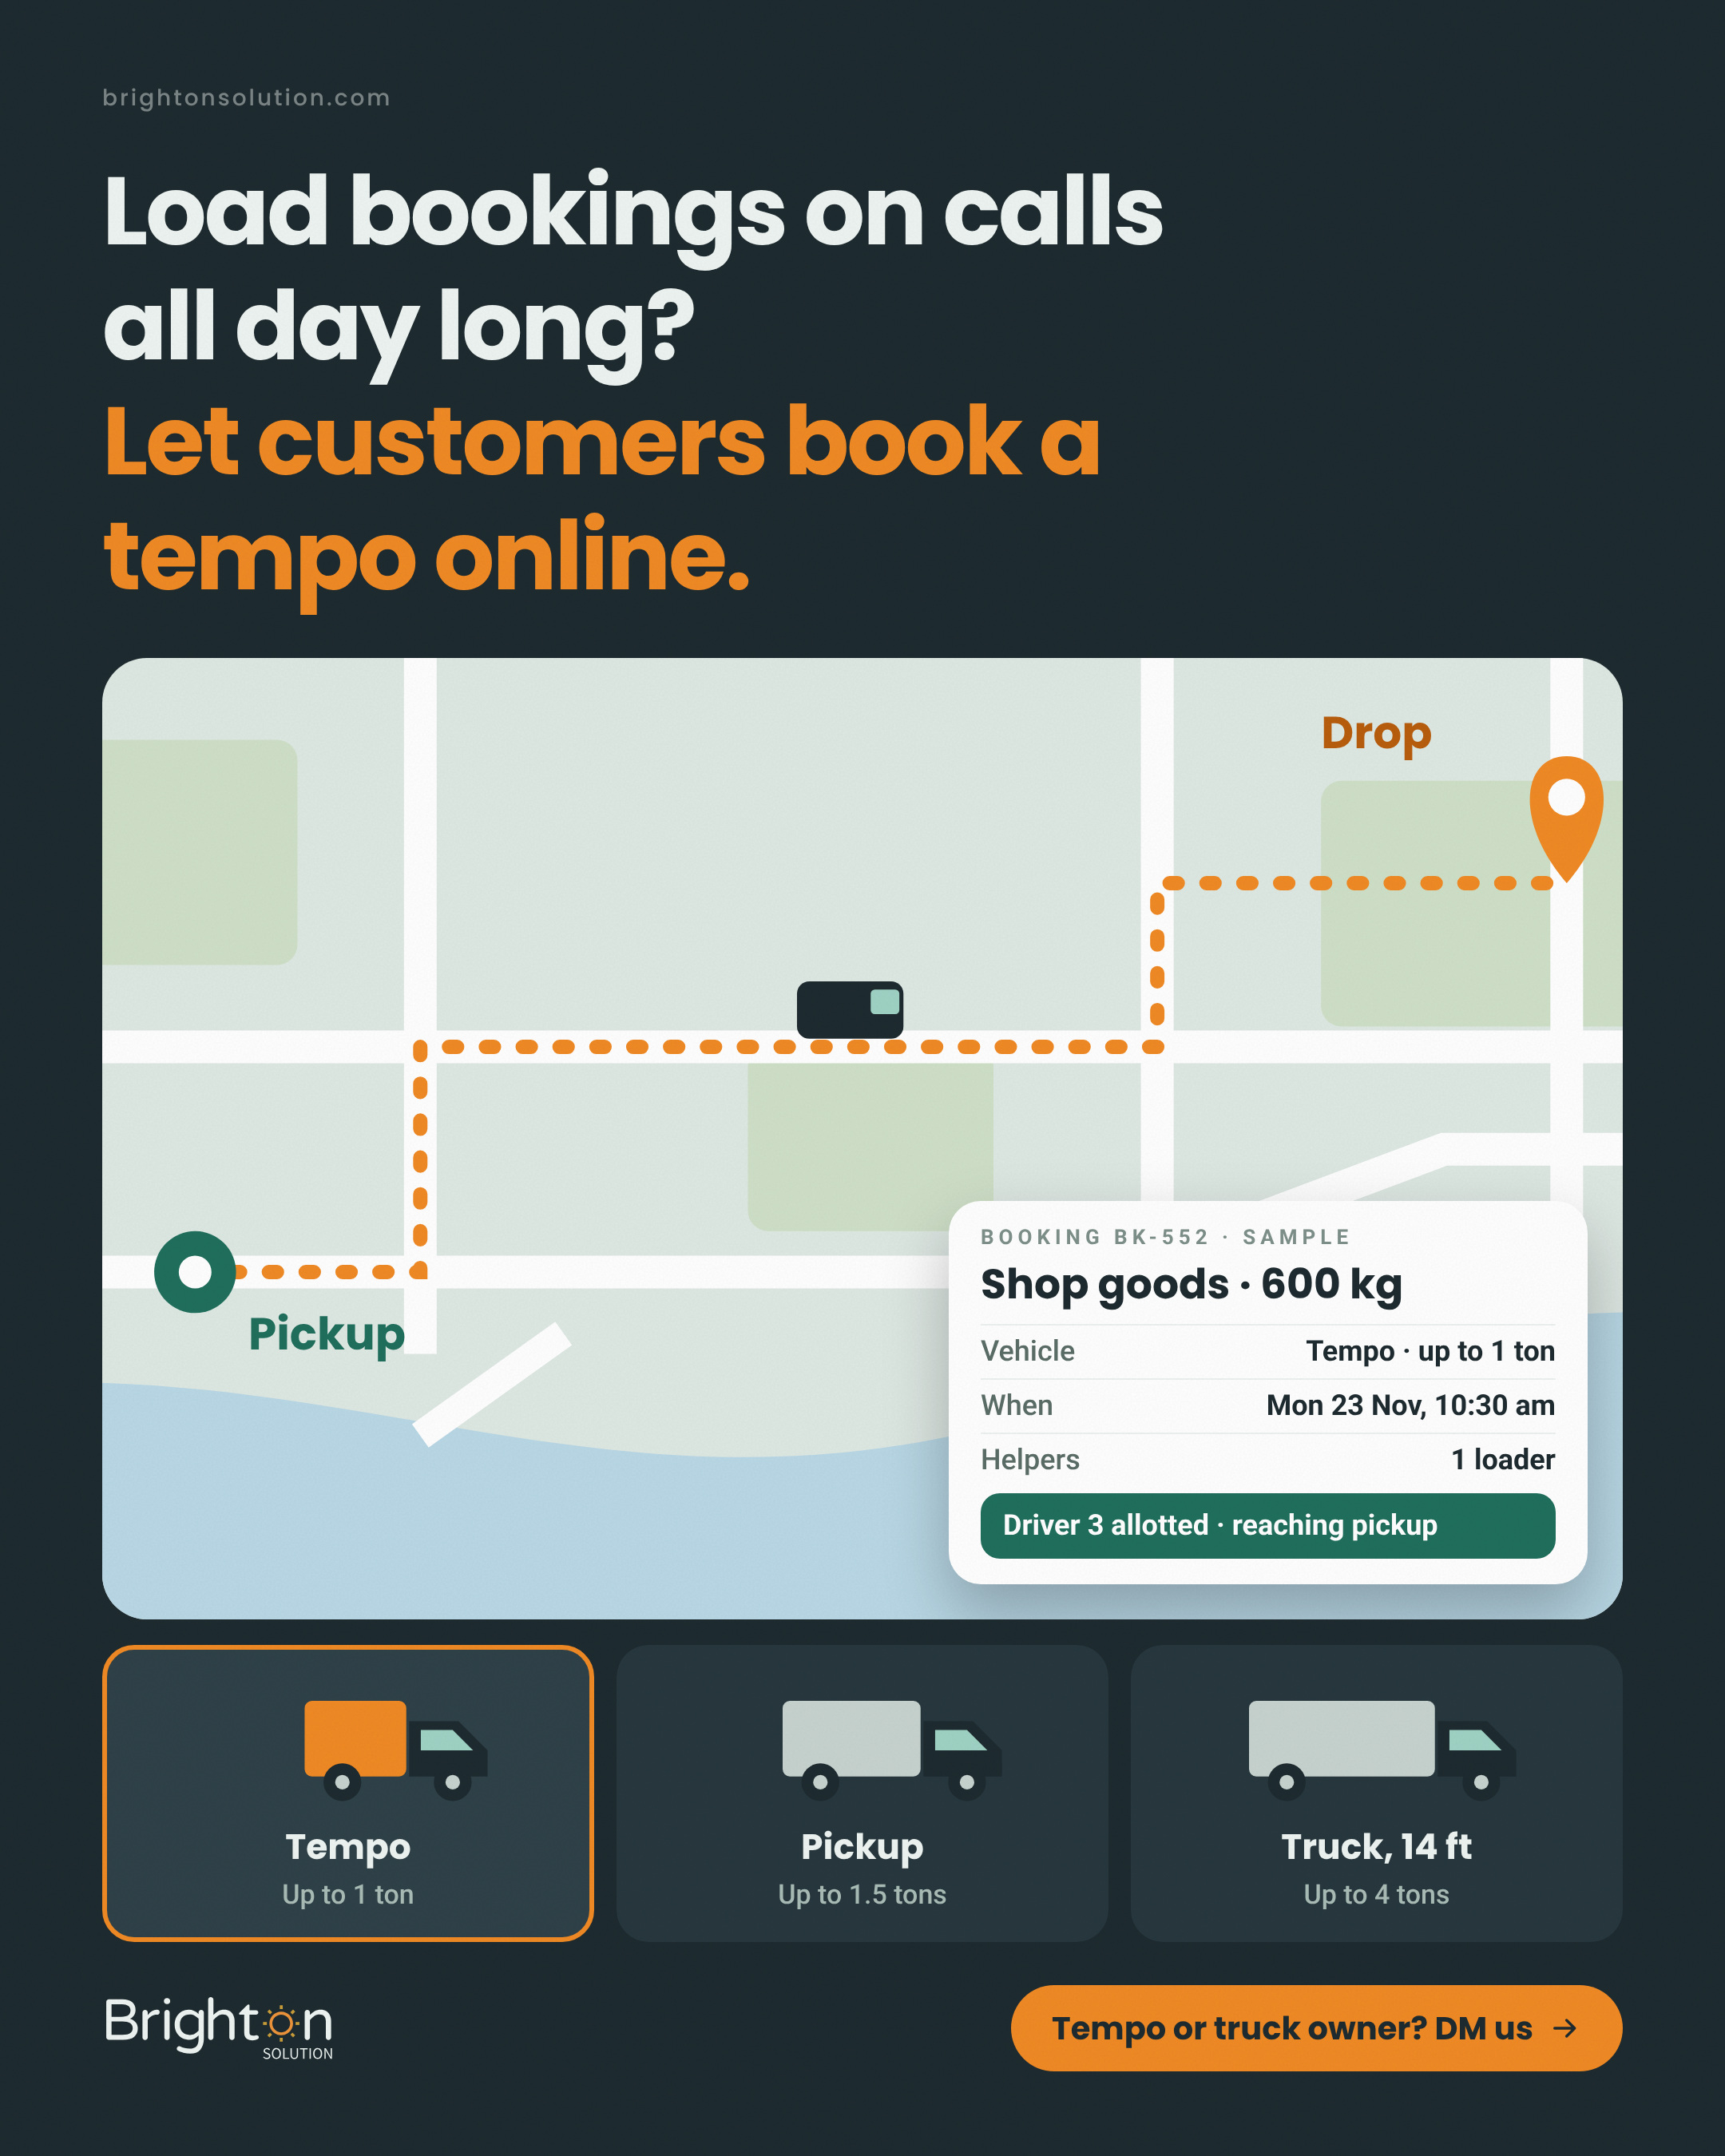 brightonsolution.com
Load bookings on calls
all day long?
Let customers book a
tempo online.
Drop
Pickup
BOOKING BK-552 · SAMPLE
Shop goods · 600 kg
Vehicle Tempo · up to 1 ton
When Mon 23 Nov, 10:30 am
Helpers 1 loader
Driver 3 allotted · reaching pickup
Tempo
Up to 1 ton
Pickup
Up to 1.5 tons
Truck, 14 ft
Up to 4 tons
Brighton
SOLUTION
Tempo or truck owner? DM us →